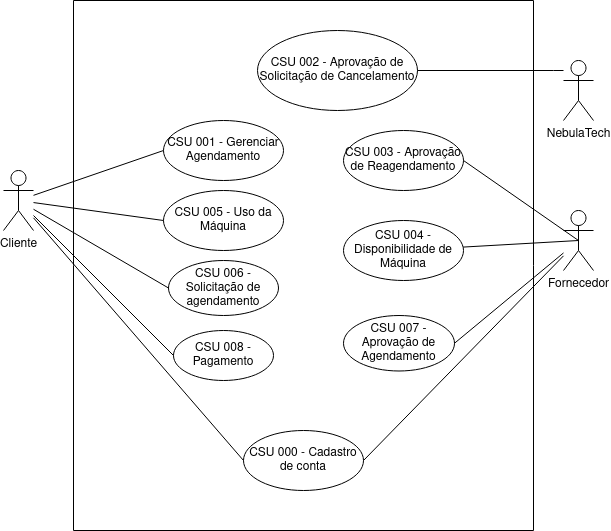 CSU 002 - Aprovação de
Solicitação de Cancelamento
NebulaTech
CSU 001 - Gerenciar
Agendamento
CSU 003 - Aprovação
de Reagendamento
Cliente
CSU 005 - Uso da
Máquina
CSU 004 -
Disponibilidade de
Máquina
Fornecedor
CSU 006 -
Solicitação de
agendamento
CSU 007 -
Aprovação de
Agendamento
CSU 008 -
Pagamento
CSU 000 - Cadastro
de conta